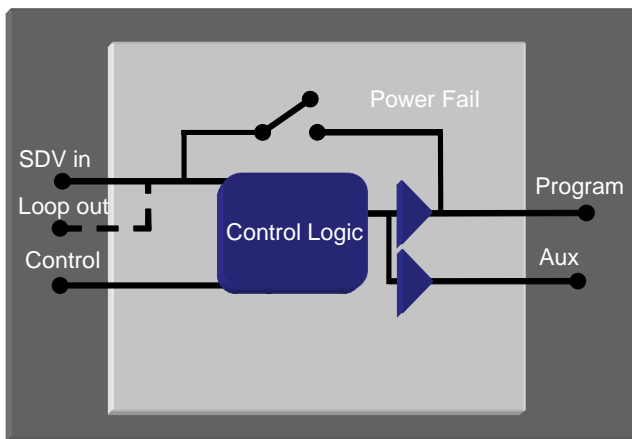 Power Fail
SDV in
Loop out
Control
Control Logic
Program
Aux